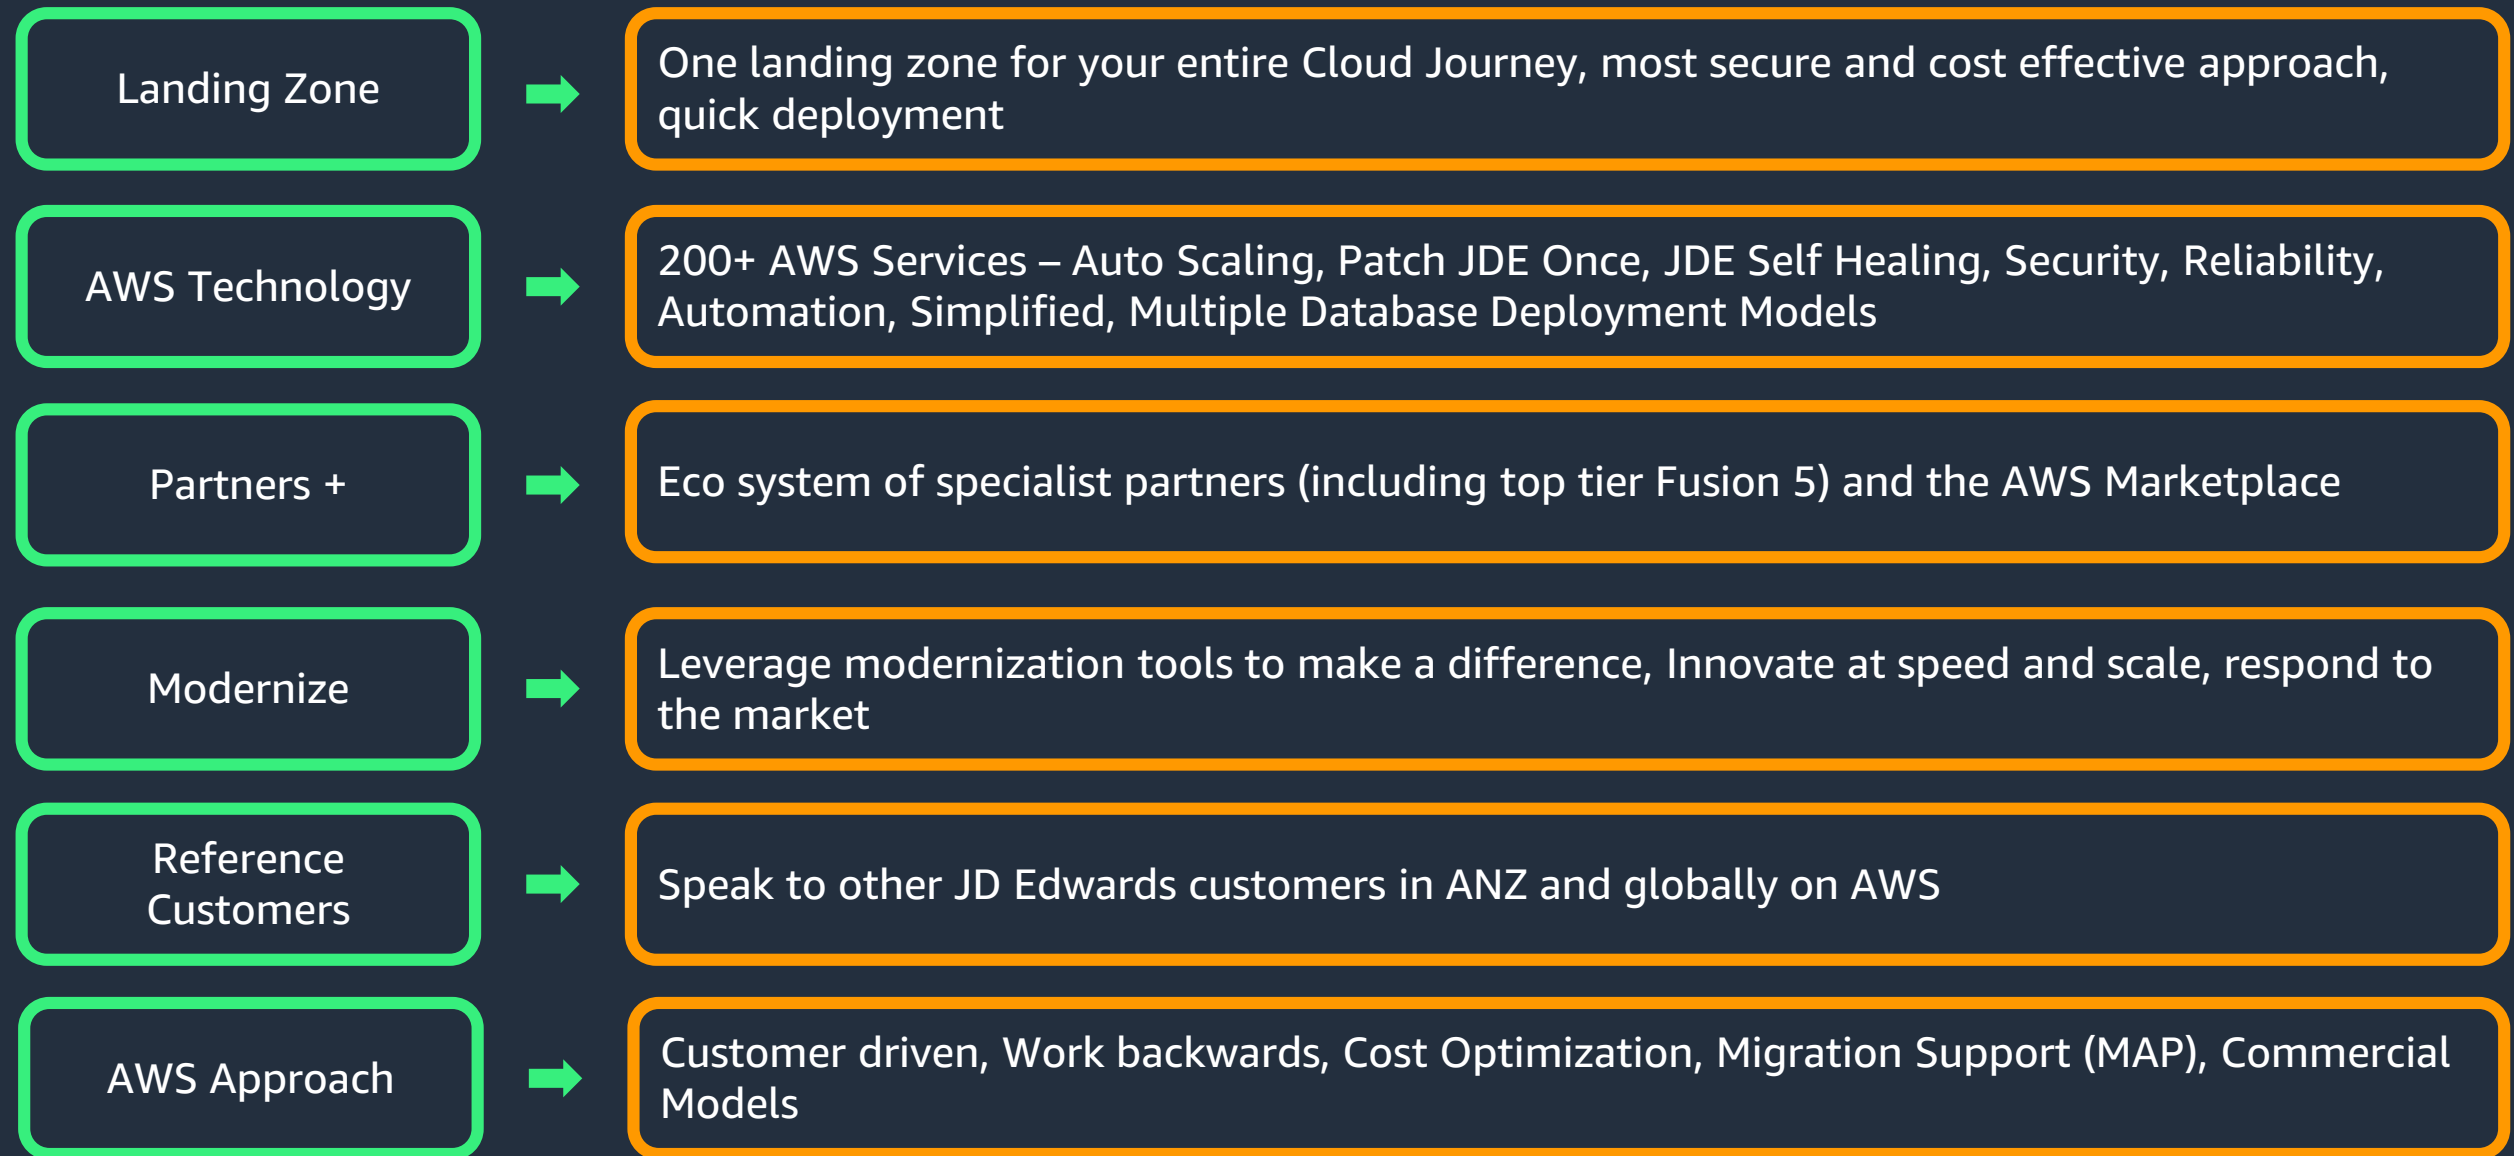 Landing Zone
One landing zone for your entire Cloud Journey, most secure and cost effective approach,
quick deployment
AWS Technology
200+ AWS Services – Auto Scaling, Patch JDE Once, JDE Self Healing, Security, Reliability,
Automation, Simplified, Multiple Database Deployment Models
Partners +
Eco system of specialist partners (including top tier Fusion 5) and the AWS Marketplace
Modernize
Leverage modernization tools to make a difference, Innovate at speed and scale, respond to
the market
Reference
Customers
Speak to other JD Edwards customers in ANZ and globally on AWS
AWS Approach
Customer driven, Work backwards, Cost Optimization, Migration Support (MAP), Commercial
Models